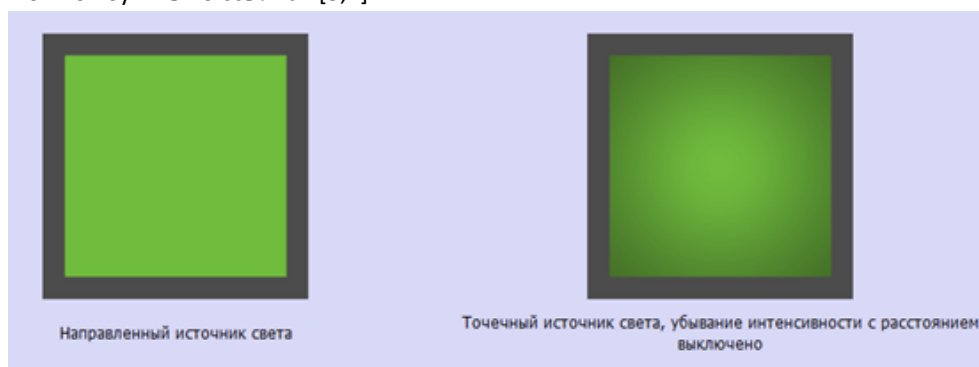 Направленный источник света
Точечный источник света, убывание интенсивности с расстоянием
выключено